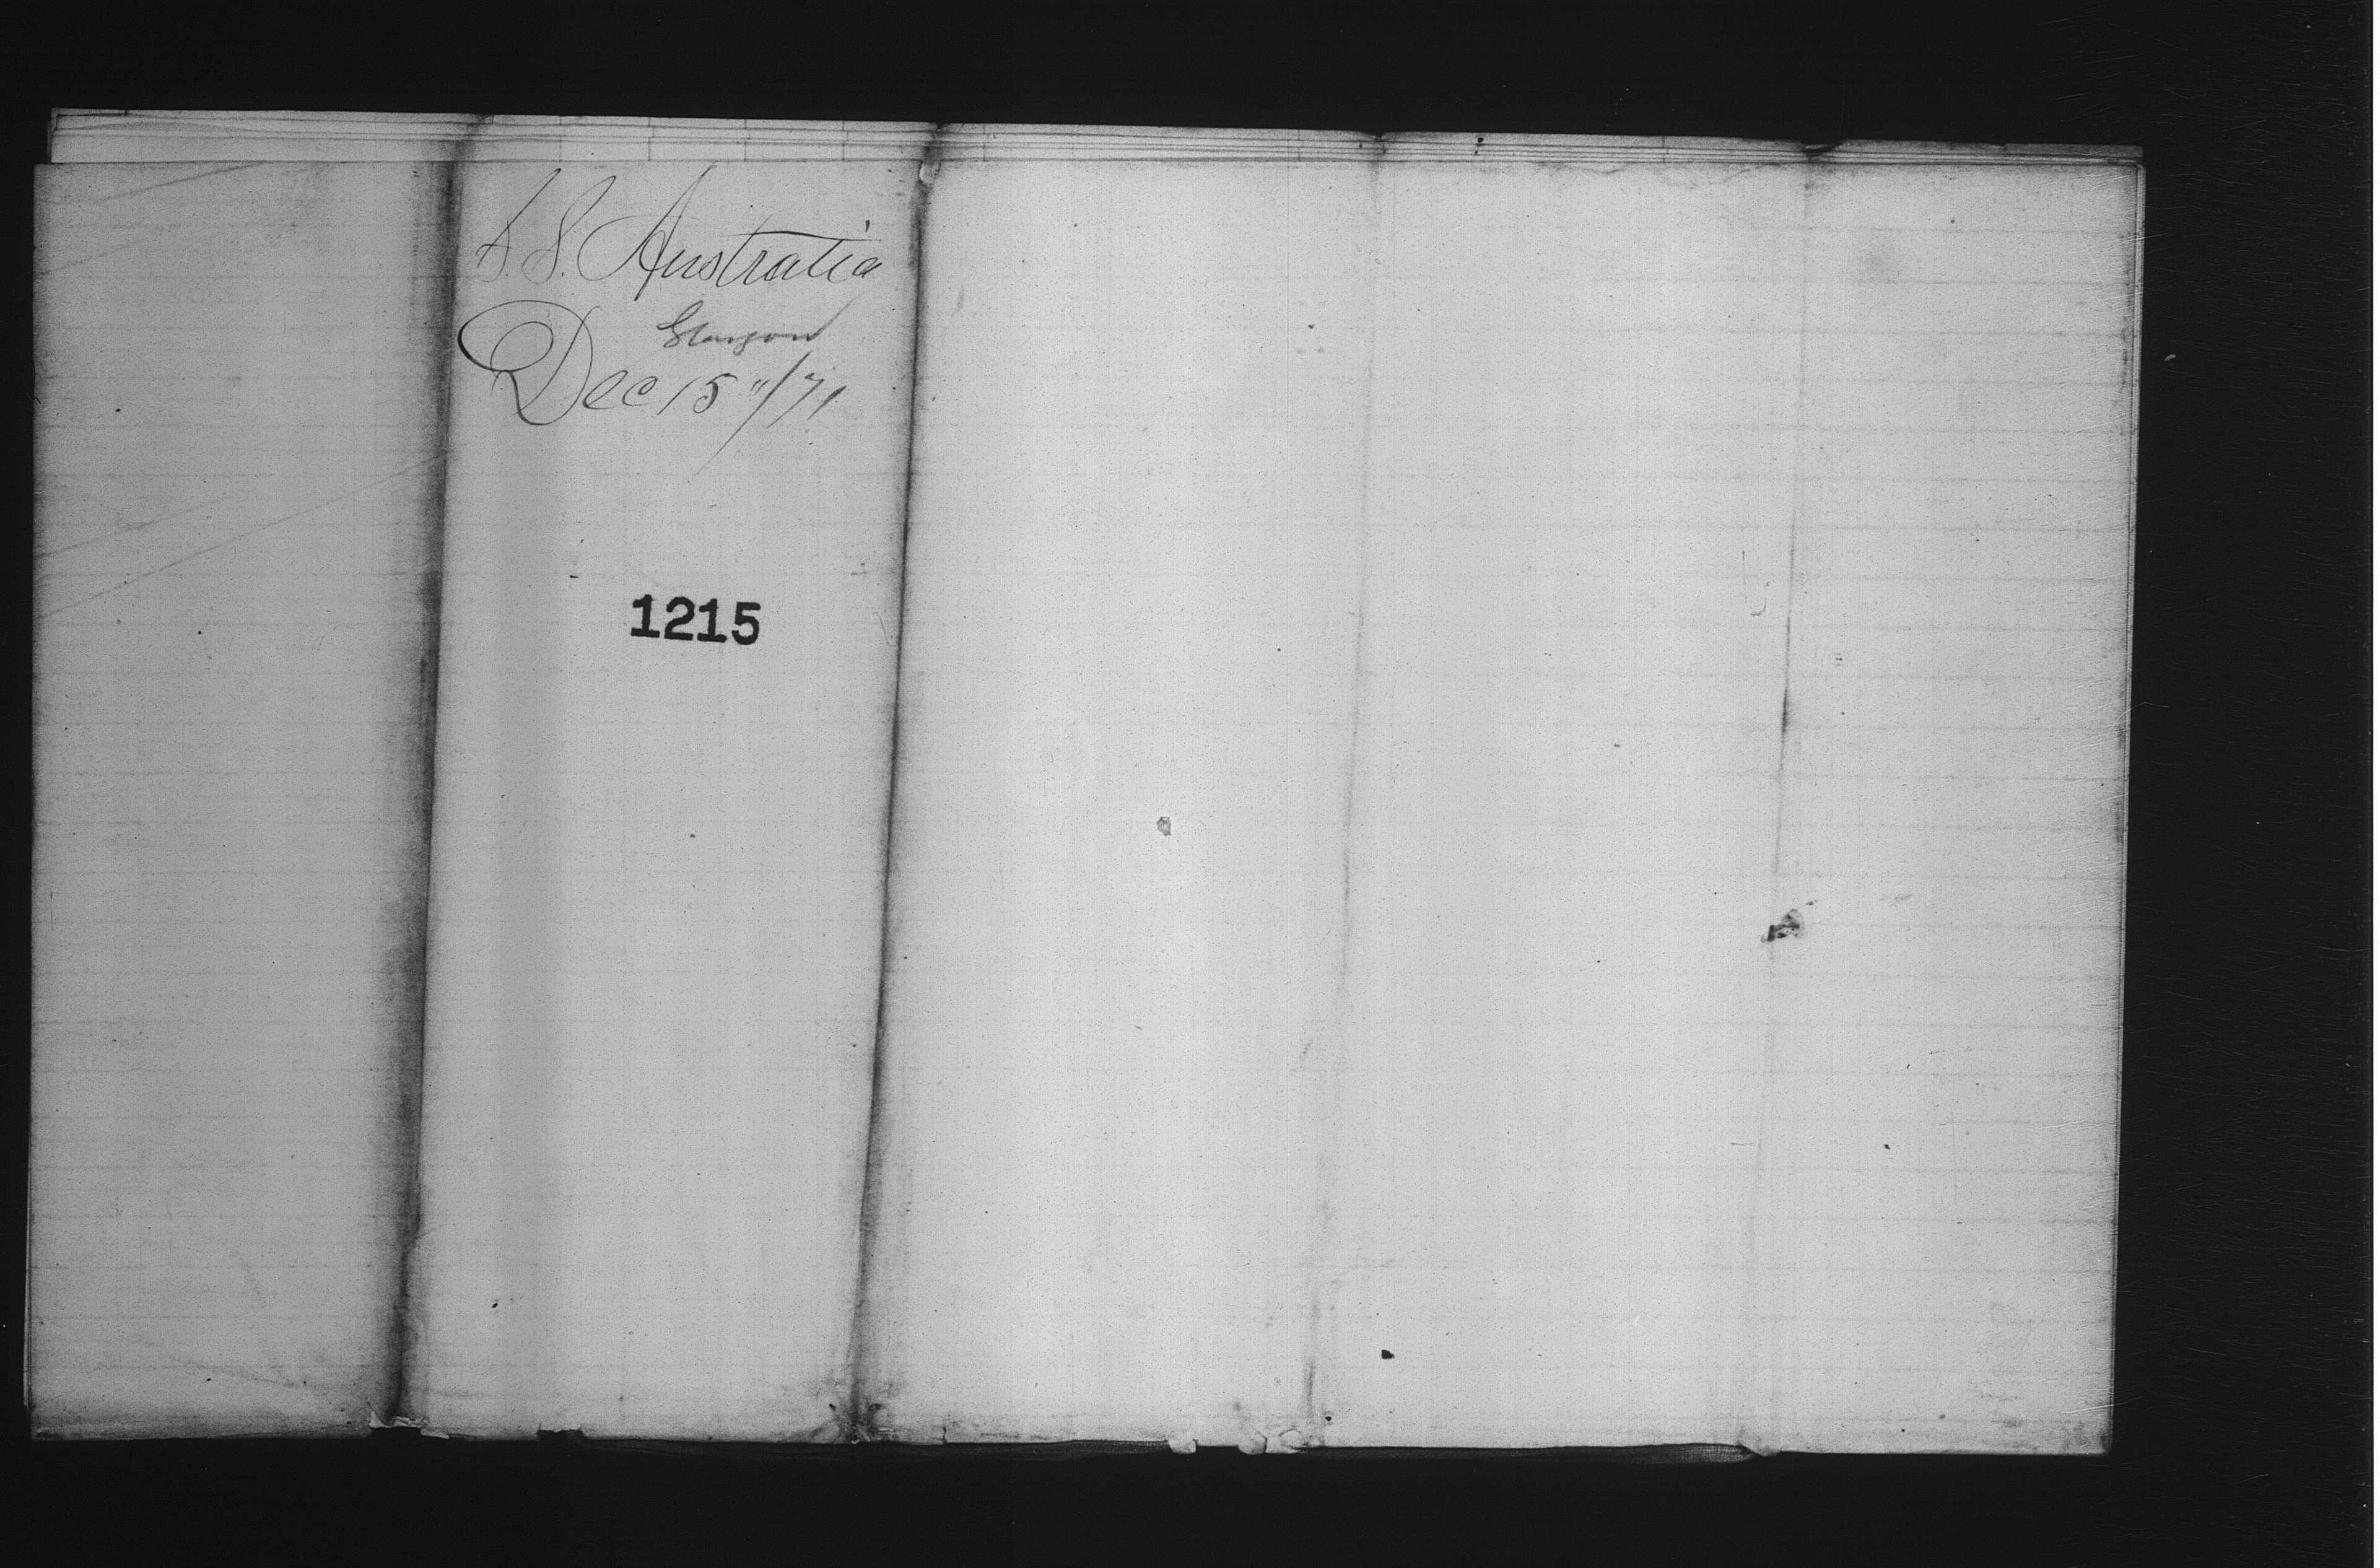 S.S. Australia
Glasgow
Dec 15"/71
1215